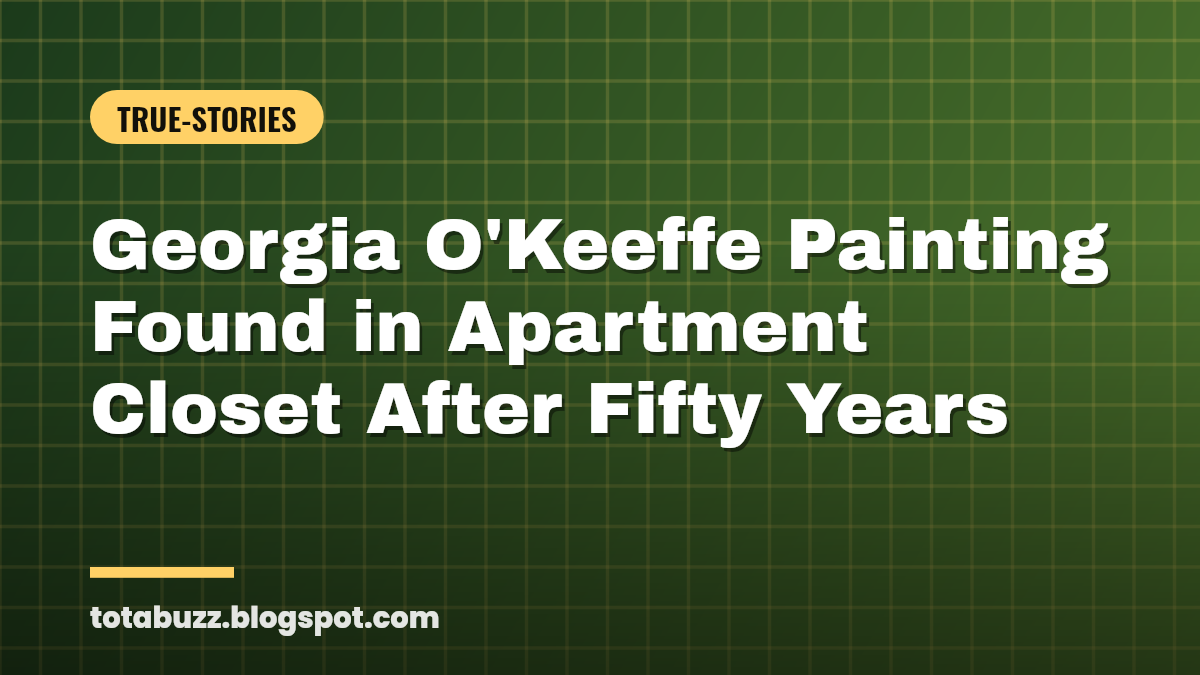 TRUE-STORIES
Georgia O'Keeffe Painting
Found in Apartment
Closet After Fifty Years
totabuzz.blogspot.com